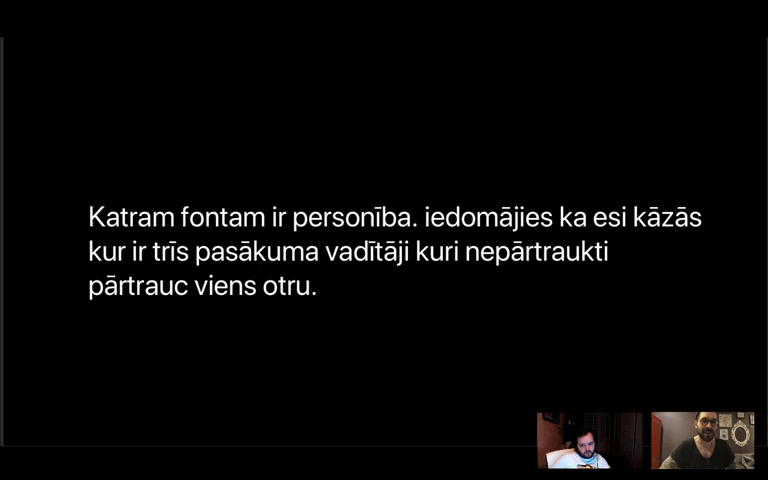 Katram fontam ir personība. iedomājies ka esi kāzās
kur ir trīs pasākuma vadītāji kuri nepārtraukti
pārtrauc viens otru.